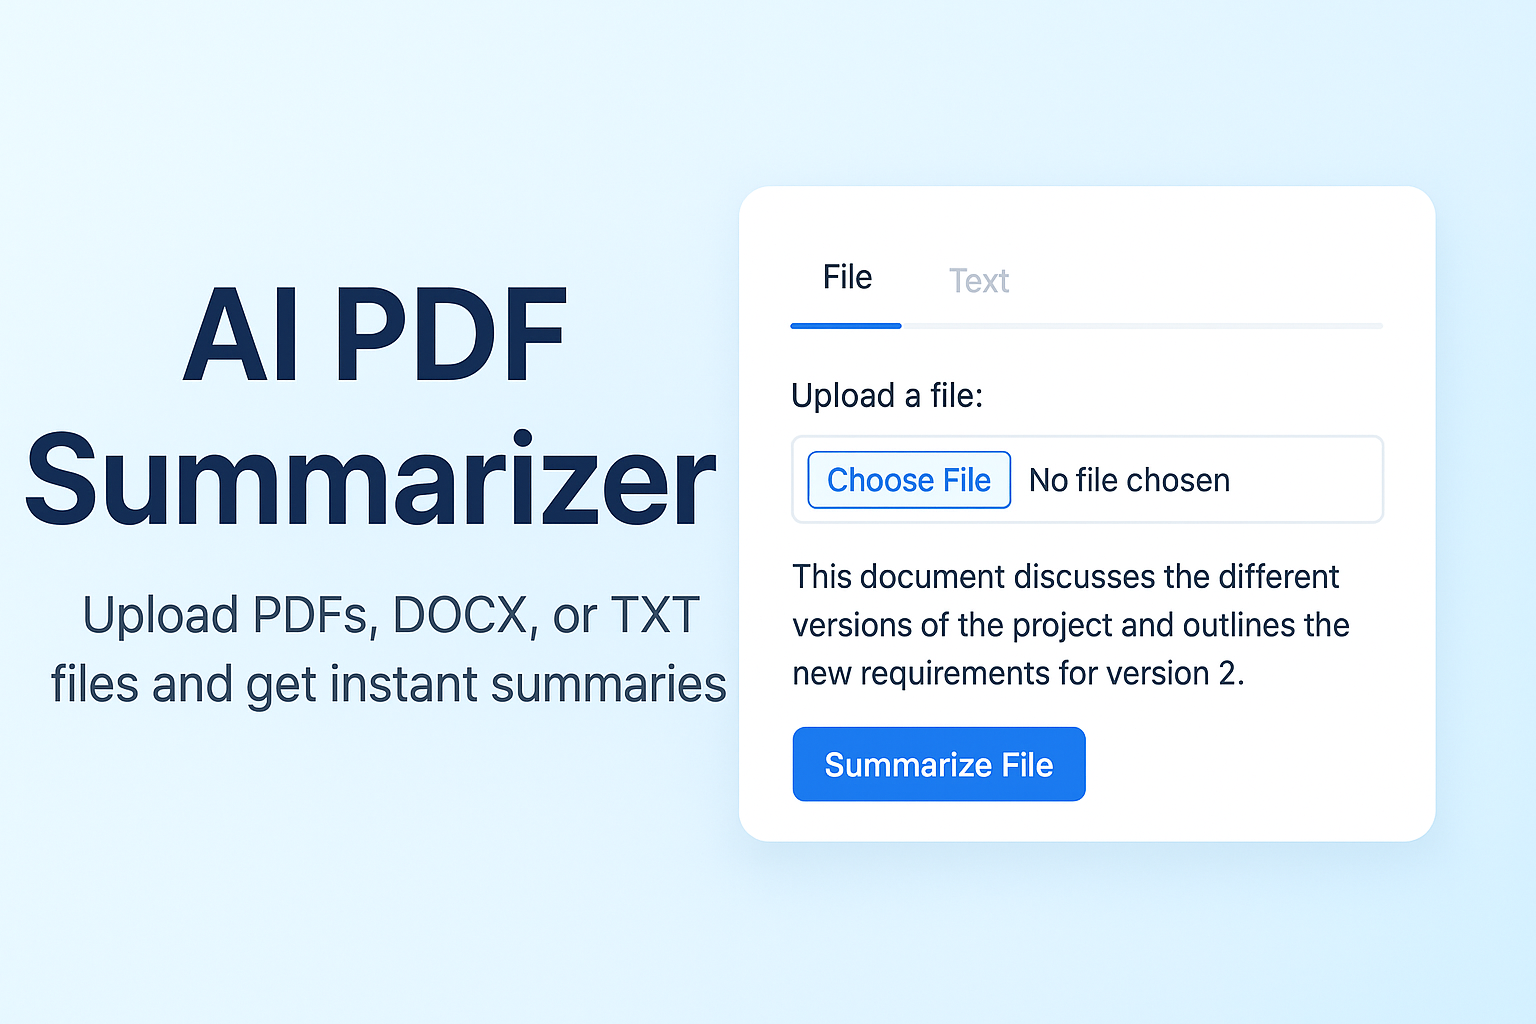 AI PDF
Summarizer
Upload PDFs, DOCX, or TXT
files and get instant summaries
File
Text
Upload a file:
Choose File
No file chosen
This document discusses the different
versions of the project and outlines the
new requirements for version 2.
Summarize File